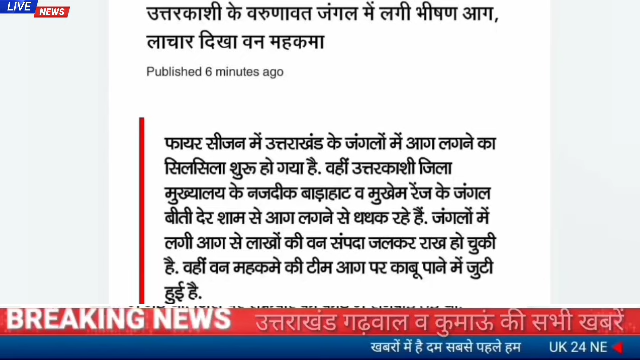 LIVE
NEWS
उत्तरकाशी के वरुणावत जंगल में लगी भीषण आग,
लाचार दिखा वन महकमा
Published 6 minutes ago
फायर सीजन में उत्तराखंड के जंगलों में आग लगने का
सिलसिला शुरू हो गया है. वहीं उत्तरकाशी जिला
मुख्यालय के नजदीक बाड़ाहाट व मुखेम रेंज के जंगल
बीती देर शाम से आग लगने से धधक रहे हैं. जंगलों में
लगी आग से लाखों की वन संपदा जलकर राख हो चुकी
है. वहीं वन महकमे की टीम आग पर काबू पाने में जुटी
हुई है.
BREAKING NEWS
उत्तराखंड गढ़वाल व कुमाऊं की सभी खबरें
खबरों में है दम सबसे पहले हम
UK 24 NE